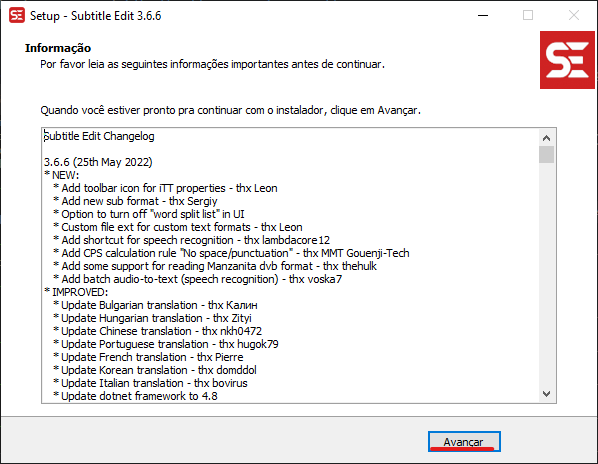 Setup - Subtitle Edit 3.6.6
Informação
Por favor leia as seguintes informações importantes antes de continuar.
SE
Quando você estiver pronto pra continuar com o instalador, clique em Avançar.
Subtitle Edit Changelog
3.6.6 (25th May 2022)
* NEW:
* Add toolbar icon for iTT properties - thx Leon
* Add new sub format - thx Sergiy
* Option to turn off "word split list" in UI
* Custom file ext for custom text formats - thx Leon
* Add shortcut for speech recognition - thx lambdacore12
* Add CPS calculation rule "No space/punctuation" - thx MMT Gouenji-Tech
* Add some support for reading Manzanita dvb format - thx thehulk
* Add batch audio-to-text (speech recognition) - thx voska7
* IMPROVED:
* Update Bulgarian translation - thx Калин
* Update Hungarian translation - thx Zityi
* Update Chinese translation - thx nkh0472
* Update Portuguese translation - thx hugok79
* Update French translation - thx Pierre
* Update Korean translation - thx domddol
* Update Italian translation - thx bovirus
* Update dotnet framework to 4.8
Avançar